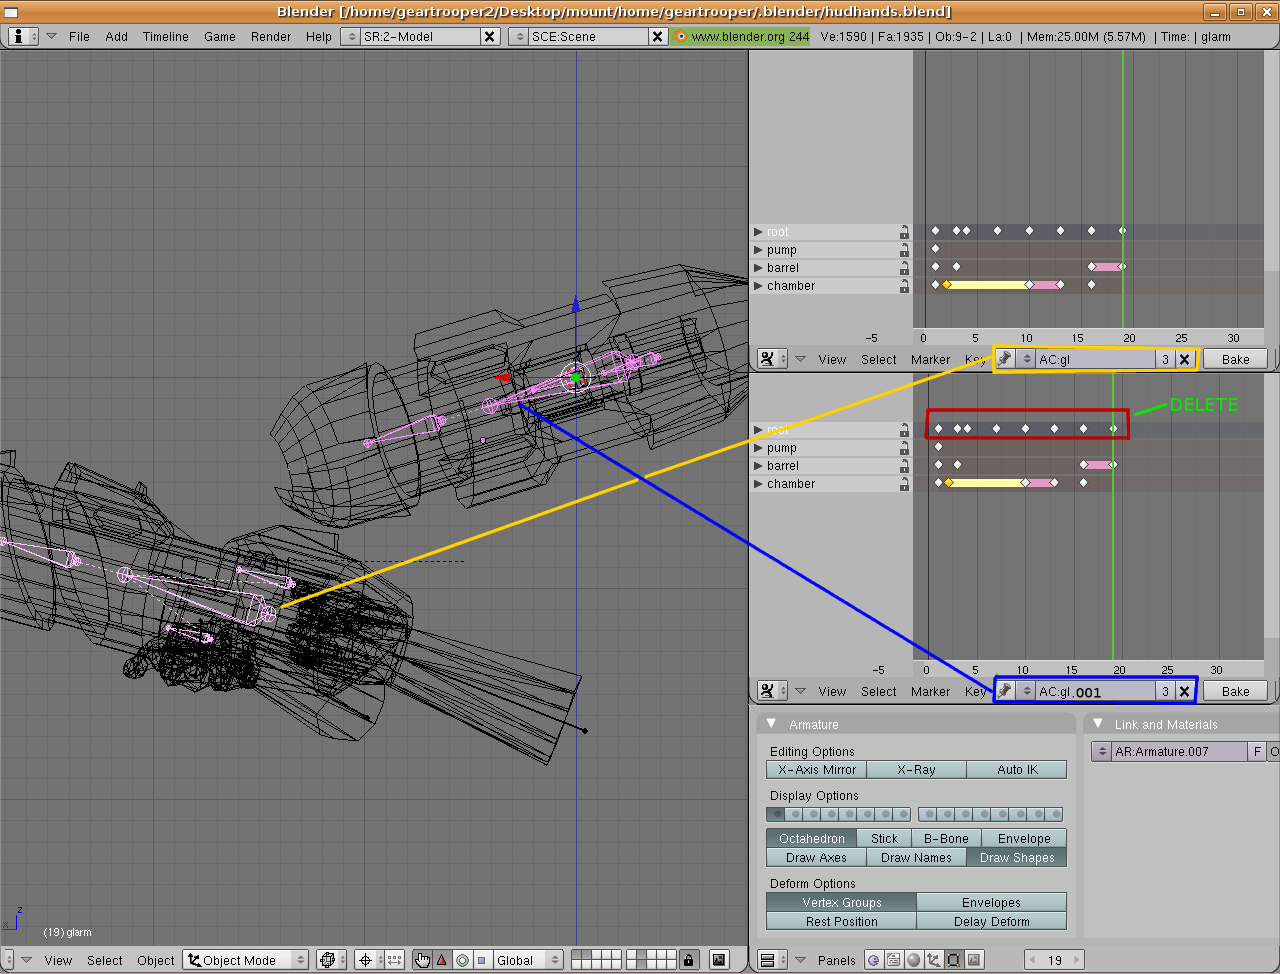 Blender [/home/geartrooper2/Desktop/mount/home/geartrooper/.blender/hudhands.blend]
File Add Timeline Game Render Help SR:2-Model SCE:Scene www.blender.org 244 Ve:1590 | Fa:1935 | Ob:9-2 | La:0 | Mem:25.00M (5.57M) | Time: | glarm
root
pump
barrel
chamber
-5 0 5 10 15 20 25 30
View Select Marker Key AC:gl 3 Bake
DELETE
root
pump
barrel
chamber
-5 0 5 10 15 20 25 30
View Select Marker Key AC:gl.001 3 Bake
Armature
Link and Materials
Editing Options
AR:Armature.007 F O
X-Axis Mirror X-Ray Auto IK
Display Options
Octahedron Stick B-Bone Envelope
Draw Axes Draw Names Draw Shapes
Deform Options
Vertex Groups Envelopes
Rest Position Delay Deform
z
x
(19) glarm
View Select Object Object Mode Global
Panels 19